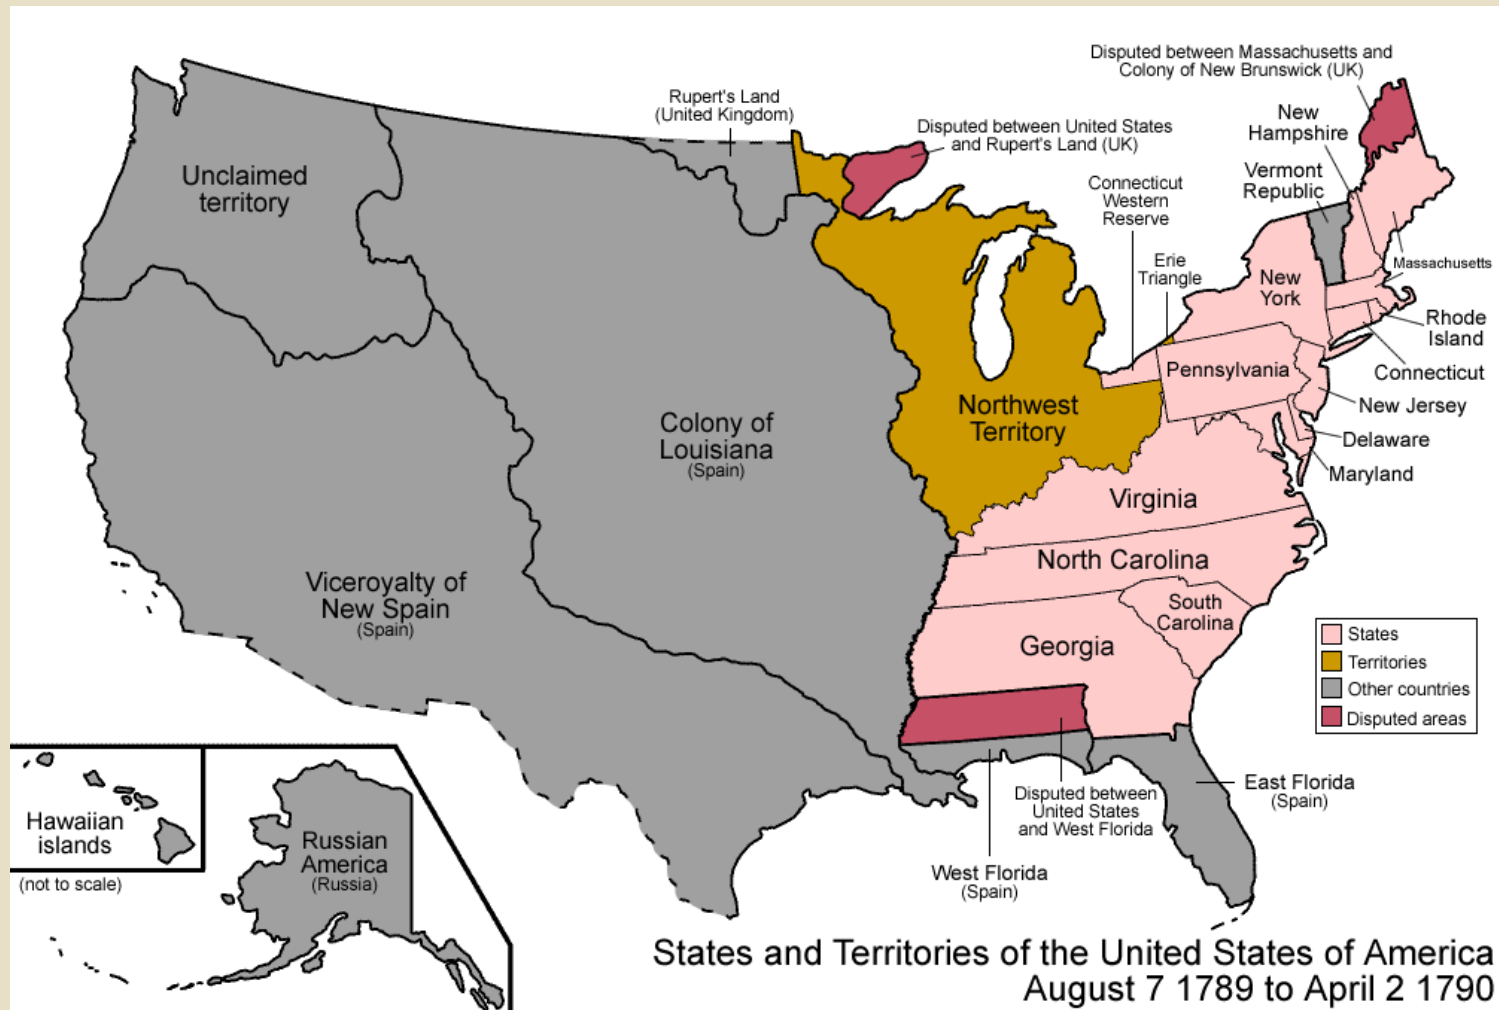 Disputed between Massachusetts and
Colony of New Brunswick (UK)
Rupert's Land
(United Kingdom)
Disputed between United States
and Rupert's Land (UK)
New
Hampshire
Vermont
Republic
Connecticut
Western
Reserve
Erie
Triangle
Unclaimed
territory
New
York
Massachusetts
Rhode
Island
Connecticut
Pennsylvania
New Jersey
Delaware
Maryland
Northwest
Territory
Colony of
Louisiana
(Spain)
Virginia
North Carolina
South
Carolina
Georgia
Viceroyalty of
New Spain
(Spain)
States
Territories
Other countries
Disputed areas
East Florida
(Spain)
Disputed between
United States
and West Florida
West Florida
(Spain)
Hawaiian
islands
(not to scale)
Russian
America
(Russia)
States and Territories of the United States of America
August 7 1789 to April 2 1790